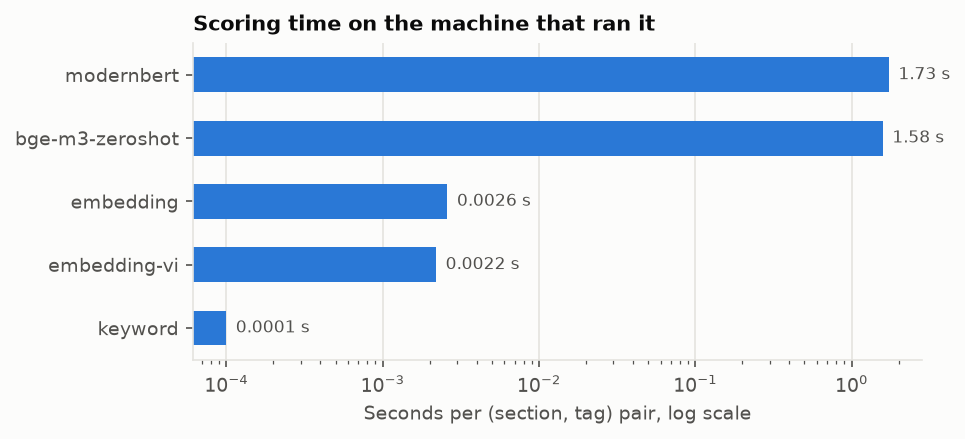 Scoring time on the machine that ran it
modernbert
1.73 s
bge-m3-zeroshot
1.58 s
embedding
0.0026 s
embedding-vi
0.0022 s
keyword
0.0001 s
10⁻⁴ 10⁻³ 10⁻² 10⁻¹ 10⁰
Seconds per (section, tag) pair, log scale